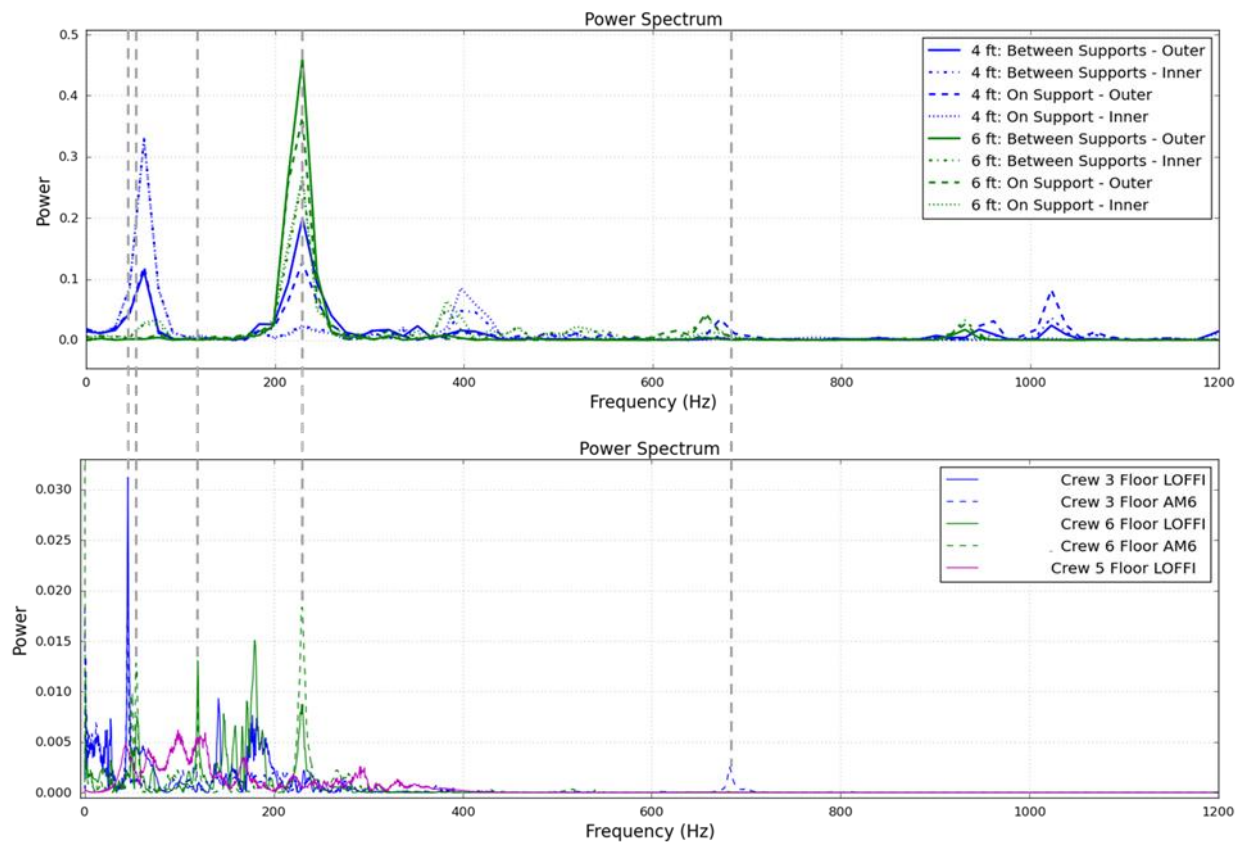 Power Spectrum
0.5
0.4
0.3
0.2
0.1
0.0
Power
4 ft: Between Supports - Outer
4 ft: Between Supports - Inner
4 ft: On Support - Outer
4 ft: On Support - Inner
6 ft: Between Supports - Outer
6 ft: Between Supports - Inner
6 ft: On Support - Outer
6 ft: On Support - Inner
0 200 400 600 800 1000 1200
Frequency (Hz)
Power Spectrum
0.030
0.025
0.020
0.015
0.010
0.005
0.000
Power
Crew 3 Floor LOFFI
Crew 3 Floor AM6
Crew 6 Floor LOFFI
Crew 6 Floor AM6
Crew 5 Floor LOFFI
0 200 400 600 800 1000 1200
Frequency (Hz)